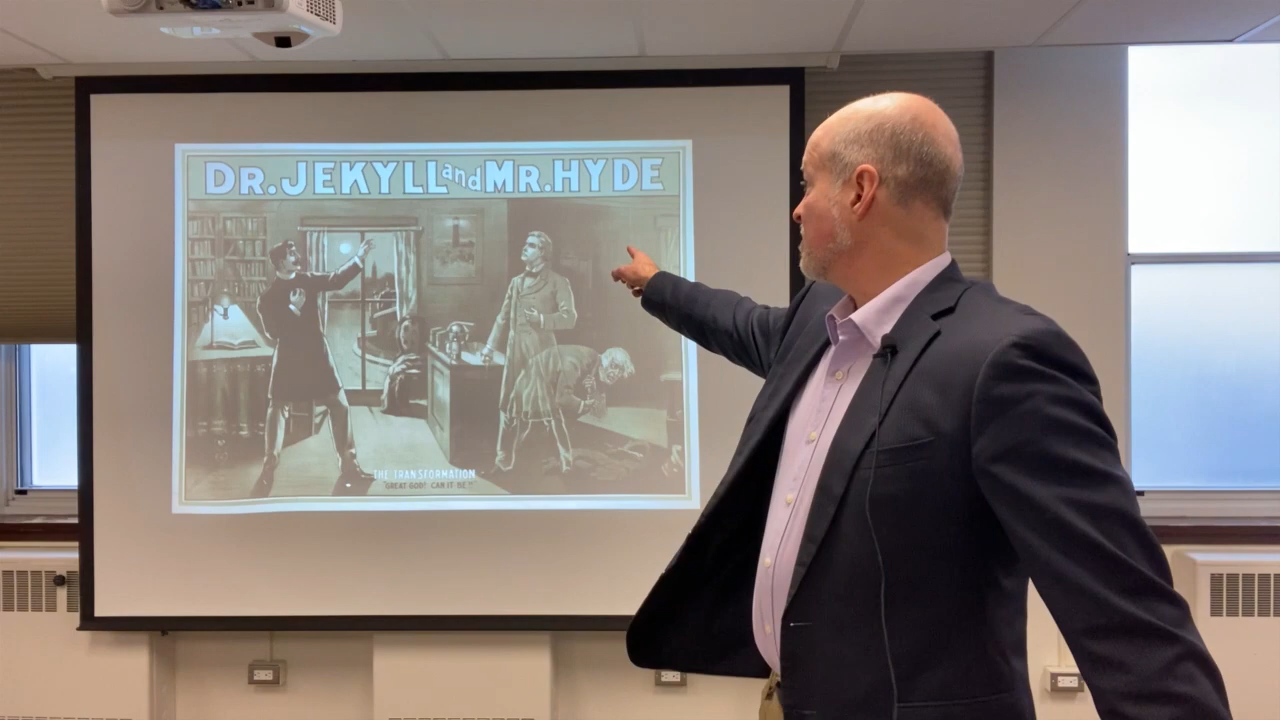 DR. JEKYLL and MR. HYDE
THE TRANSFORMATION
"GREAT GOD! CAN IT BE"